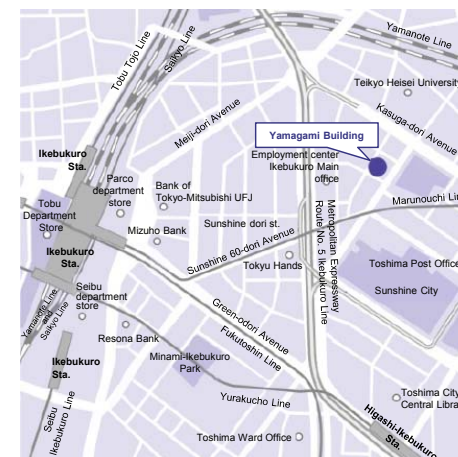 Tobu Tojo Line
Saikyo Line
Yamanote Line
Teikyo Heisei University
Meiji-dori Avenue
Kasuga-dori Avenue
Yamagami Building
Ikebukuro
Sta.
Employment center
Ikebukuro Main
office
Parco
department
store
Bank of
Tokyo-Mitsubishi UFJ
Marunouchi Li
Tobu
Department
Store
Mizuho Bank
Sunshine dori st.
Metropolitan Expressway
Route No. 5 Ikebukuro Line
Sunshine 60-dori Avenue
Ikebukuro
Sta.
Tokyu Hands
Toshima Post Office
Sunshine City
Seibu
department
store
Yamanote Line
and
Saikyo Line
Green-odori Avenue
Fukutoshin Line
Resona Bank
Minami-Ikebukuro
Park
Ikebukuro
Sta.
Yurakucho Line
Toshima City
Central Libra
Higashi-Ikebukuro
Sta.
Seibu
Ikebukuro Line
Toshima Ward Office